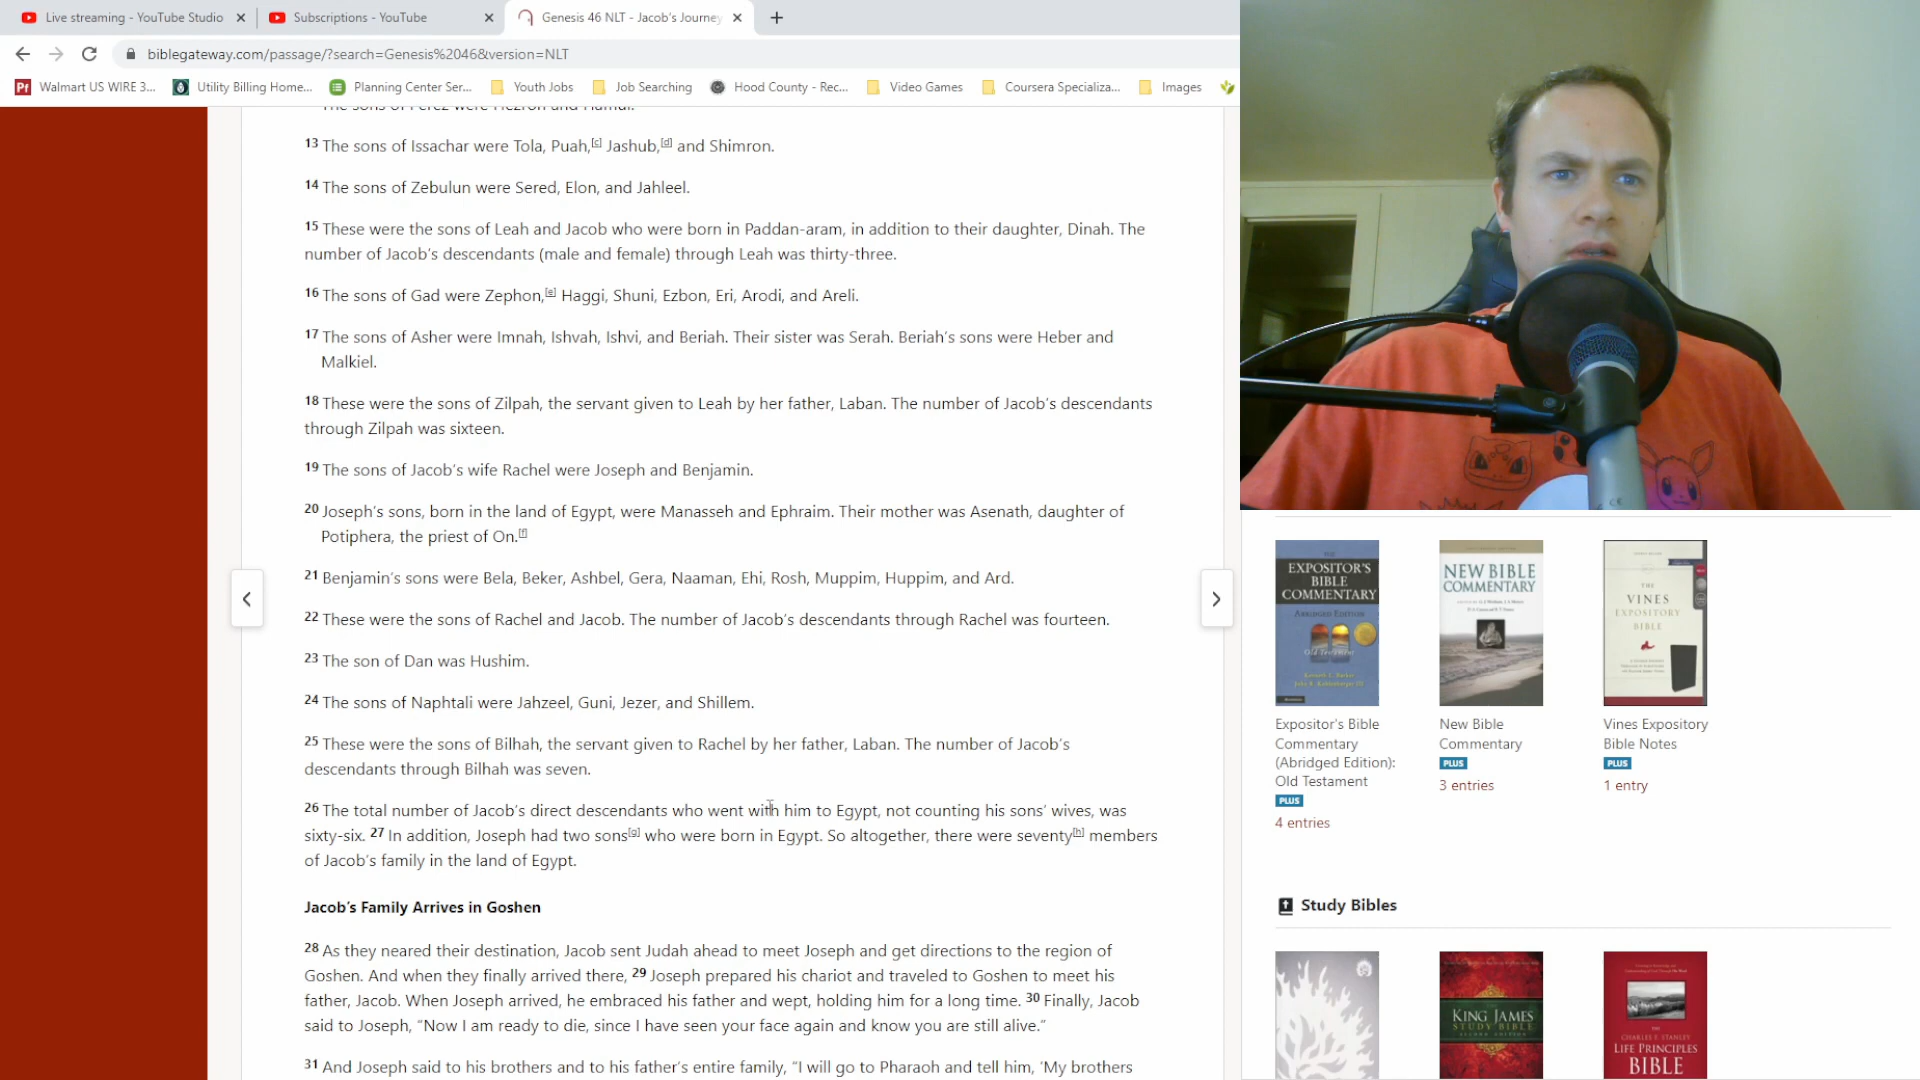 Live streaming - YouTube Studio
Subscriptions - YouTube
Genesis 46 NLT - Jacob's Journey
biblegateway.com/passage/?search=Genesis%2046&version=NLT
Walmart US WIRE 3...
Utility Billing Home...
Planning Center Ser...
Youth Jobs
Job Searching
Hood County - Rec...
Video Games
Coursera Specializa...
Images
The sons of Perez were Hezron and Hamul.
13 The sons of Issachar were Tola, Puah,[c] Jashub,[d] and Shimron.
14 The sons of Zebulun were Sered, Elon, and Jahleel.
15 These were the sons of Leah and Jacob who were born in Paddan-aram, in addition to their daughter, Dinah. The
number of Jacob’s descendants (male and female) through Leah was thirty-three.
16 The sons of Gad were Zephon,[e] Haggi, Shuni, Ezbon, Eri, Arodi, and Areli.
17 The sons of Asher were Imnah, Ishvah, Ishvi, and Beriah. Their sister was Serah. Beriah’s sons were Heber and
Malkiel.
18 These were the sons of Zilpah, the servant given to Leah by her father, Laban. The number of Jacob’s descendants
through Zilpah was sixteen.
19 The sons of Jacob’s wife Rachel were Joseph and Benjamin.
20 Joseph’s sons, born in the land of Egypt, were Manasseh and Ephraim. Their mother was Asenath, daughter of
Potiphera, the priest of On.[f]
21 Benjamin’s sons were Bela, Beker, Ashbel, Gera, Naaman, Ehi, Rosh, Muppim, Huppim, and Ard.
22 These were the sons of Rachel and Jacob. The number of Jacob’s descendants through Rachel was fourteen.
23 The son of Dan was Hushim.
24 The sons of Naphtali were Jahzeel, Guni, Jezer, and Shillem.
25 These were the sons of Bilhah, the servant given to Rachel by her father, Laban. The number of Jacob’s
descendants through Bilhah was seven.
26 The total number of Jacob’s direct descendants who went with him to Egypt, not counting his sons’ wives, was
sixty-six. 27 In addition, Joseph had two sons[g] who were born in Egypt. So altogether, there were seventy[h] members
of Jacob’s family in the land of Egypt.
Jacob’s Family Arrives in Goshen
28 As they neared their destination, Jacob sent Judah ahead to meet Joseph and get directions to the region of
Goshen. And when they finally arrived there, 29 Joseph prepared his chariot and traveled to Goshen to meet his
father, Jacob. When Joseph arrived, he embraced his father and wept, holding him for a long time. 30 Finally, Jacob
said to Joseph, “Now I am ready to die, since I have seen your face again and know you are still alive.”
31 And Joseph said to his brothers and to his father’s entire family, “I will go to Pharaoh and tell him, ‘My brothers
EXPOSITOR'S
BIBLE
COMMENTARY
ABRIDGED EDITION
Old Testament
NEW BIBLE
COMMENTARY
THE
VINES
EXPOSITORY
BIBLE
Expositor's Bible
Commentary
(Abridged Edition):
Old Testament
PLUS
4 entries
New Bible
Commentary
PLUS
3 entries
Vines Expository
Bible Notes
PLUS
1 entry
Study Bibles
KING JAMES
STUDY BIBLE
THE
CHARLES F. STANLEY
LIFE PRINCIPLES
BIBLE